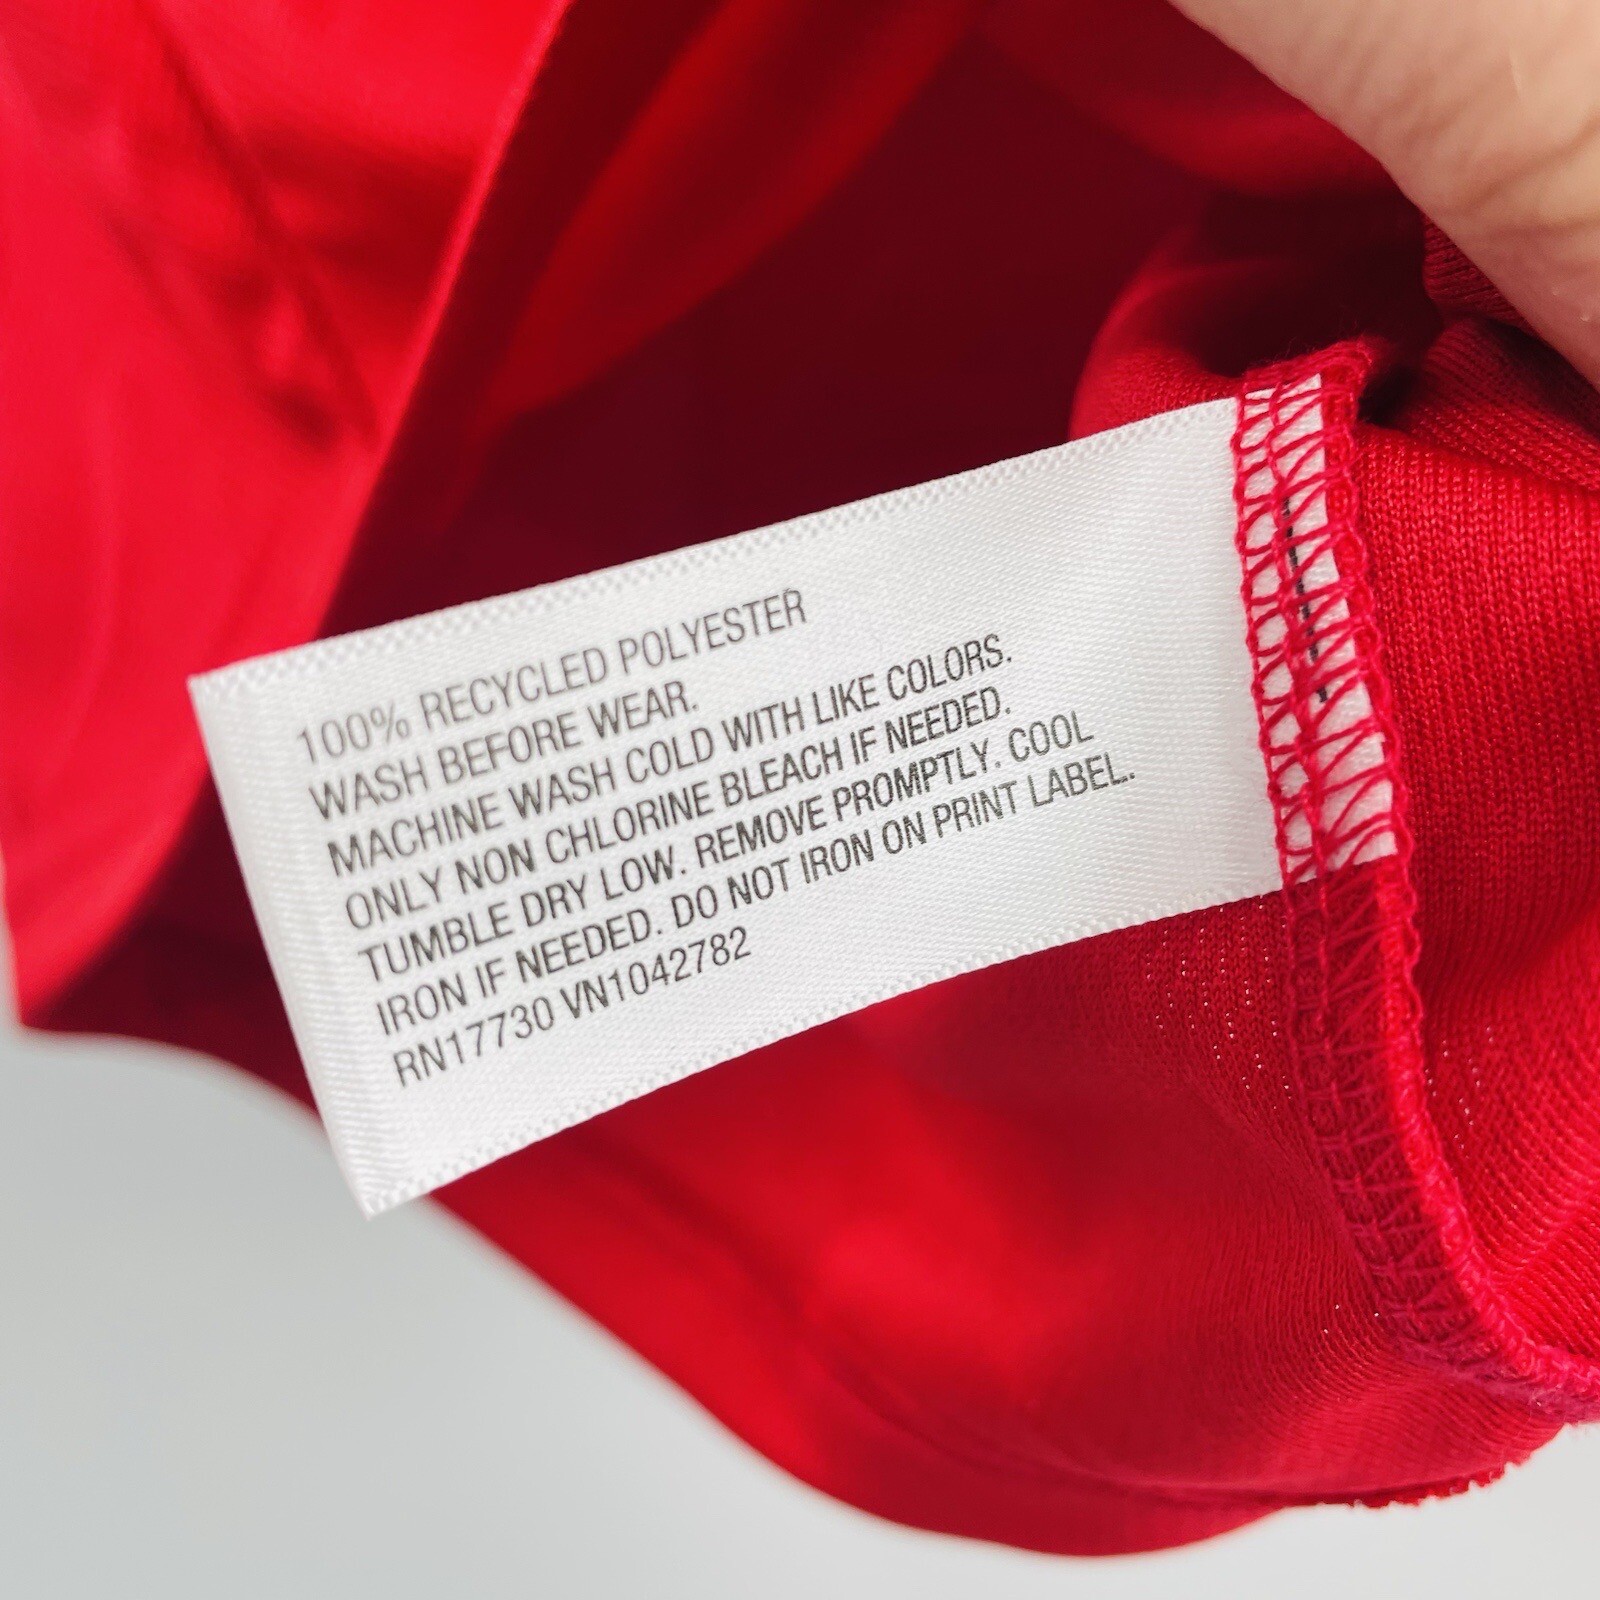 100% RECYCLED POLYESTER
WASH BEFORE WEAR.
MACHINE WASH COLD WITH LIKE COLORS.
ONLY NON CHLORINE BLEACH IF NEEDED.
TUMBLE DRY LOW. REMOVE PROMPTLY. COOL
IRON IF NEEDED. DO NOT IRON ON PRINT LABEL.
RN17730 VN1042782